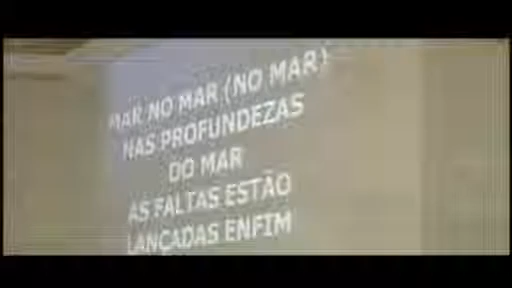 MAR NO MAR (NO MAR)
NAS PROFUNDEZAS
DO MAR
AS FALTAS ESTÃO
LANÇADAS ENFIM